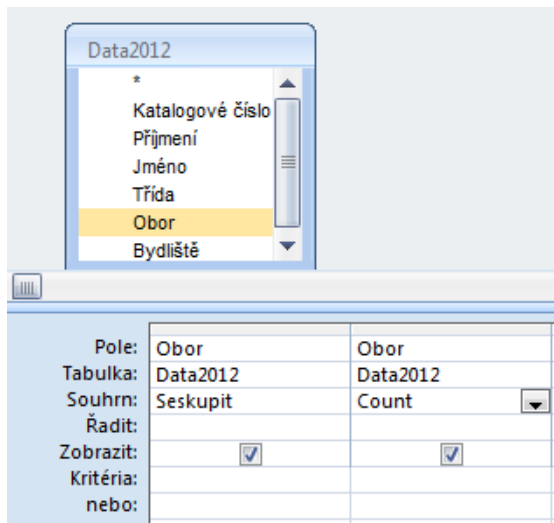 Data2012
*
Katalogové číslo
Příjmení
Jméno
Třída
Obor
Bydliště
Pole: Obor Obor
Tabulka: Data2012 Data2012
Souhrn: Seskupit Count
Řadit:
Zobrazit:
Kritéria:
nebo: